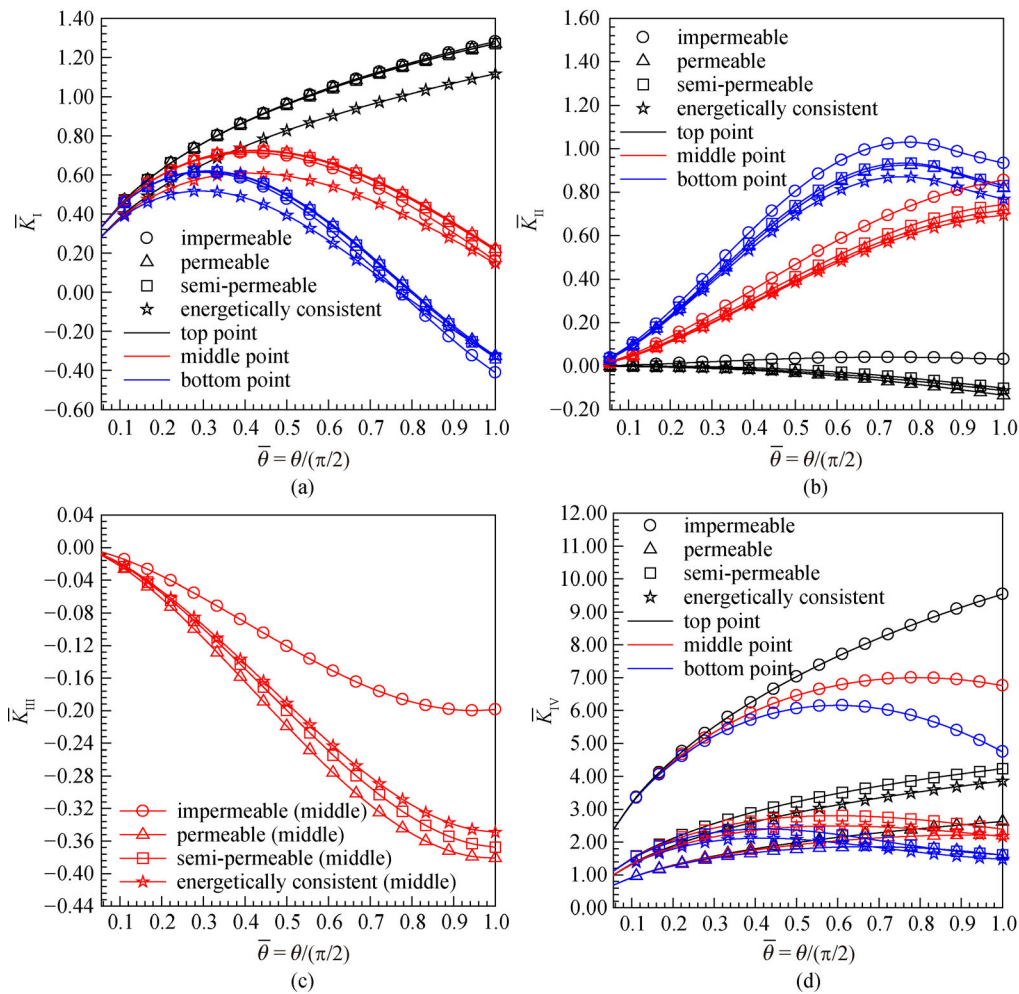 1.40
1.20
1.00
0.80
0.60
0.40
0.20
0.00
-0.20
-0.40
-0.60
K̅_I
impermeable
permeable
semi-permeable
energetically consistent
top point
middle point
bottom point
0.1 0.2 0.3 0.4 0.5 0.6 0.7 0.8 0.9 1.0
θ̅ = θ/(π/2)
(a)
1.60
1.40
1.20
1.00
0.80
0.60
0.40
0.20
0.00
-0.20
K̅_II
impermeable
permeable
semi-permeable
energetically consistent
top point
middle point
bottom point
0.1 0.2 0.3 0.4 0.5 0.6 0.7 0.8 0.9 1.0
θ̅ = θ/(π/2)
(b)
0.04
0.00
-0.04
-0.08
-0.12
-0.16
-0.20
-0.24
-0.28
-0.32
-0.36
-0.40
-0.44
K̅_III
impermeable (middle)
permeable (middle)
semi-permeable (middle)
energetically consistent (middle)
0.1 0.2 0.3 0.4 0.5 0.6 0.7 0.8 0.9 1.0
θ̅ = θ/(π/2)
(c)
12.00
11.00
10.00
9.00
8.00
7.00
6.00
5.00
4.00
3.00
2.00
1.00
0.00
K̅_IV
impermeable
permeable
semi-permeable
energetically consistent
top point
middle point
bottom point
0.1 0.2 0.3 0.4 0.5 0.6 0.7 0.8 0.9 1.0
θ̅ = θ/(π/2)
(d)